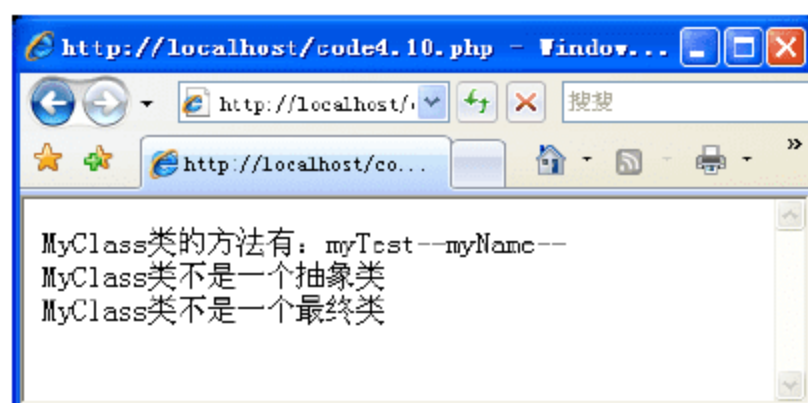 http://localhost/code4.10.php - Window...
http://localhost/
搜搜
http://localhost/co...
»
MyClass类的方法有：myTest--myName--
MyClass类不是一个抽象类
MyClass类不是一个最终类